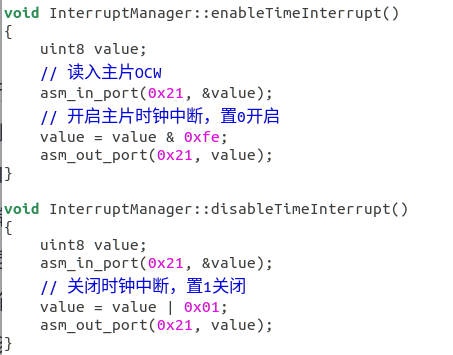 void InterruptManager::enableTimeInterrupt()
{
    uint8 value;
    // 读入主片OCW
    asm_in_port(0x21, &value);
    // 开启主片时钟中断，置0开启
    value = value & 0xfe;
    asm_out_port(0x21, value);
}

void InterruptManager::disableTimeInterrupt()
{
    uint8 value;
    asm_in_port(0x21, &value);
    // 关闭时钟中断，置1关闭
    value = value | 0x01;
    asm_out_port(0x21, value);
}